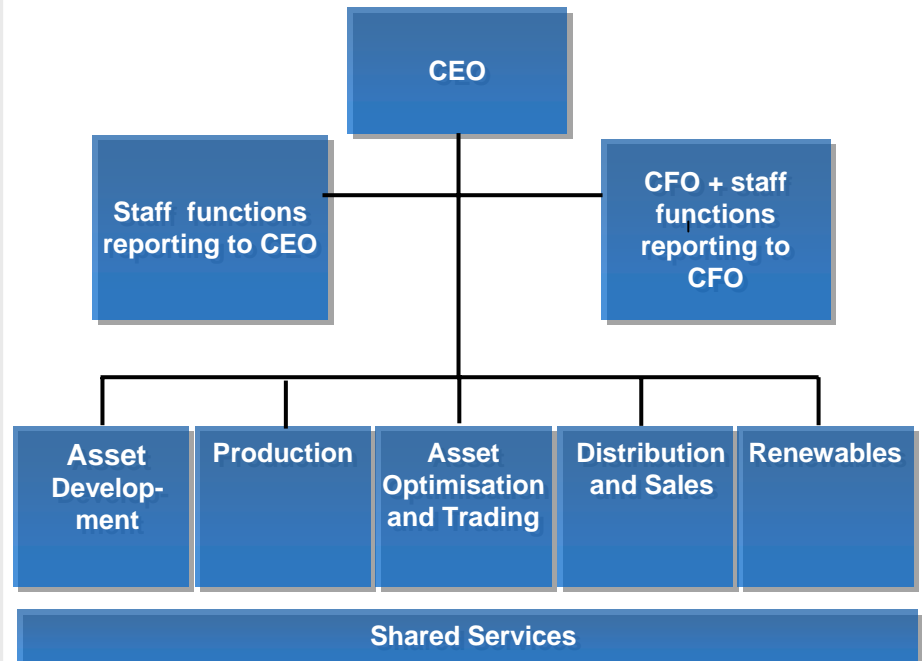 CEO
Staff functions
reporting to CEO
CFO + staff
functions
reporting to
CFO
Asset
Develop-
ment
Production
Asset
Optimisation
and Trading
Distribution
and Sales
Renewables
Shared Services